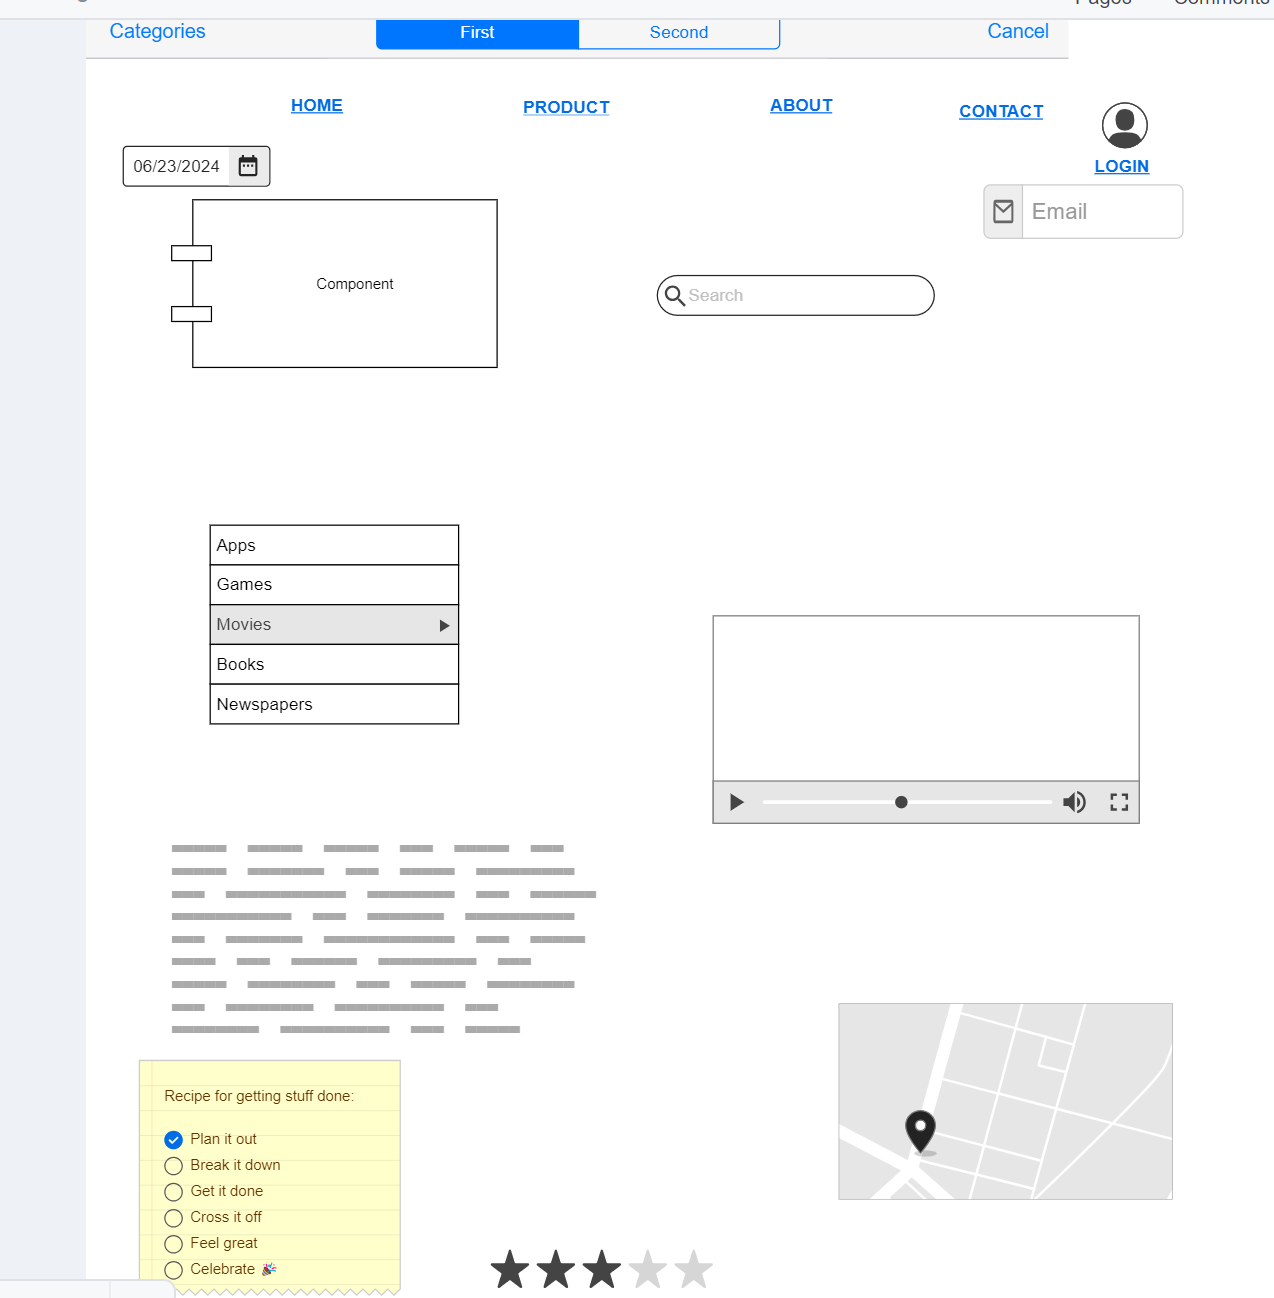 Pages Comments
Categories First Second Cancel
HOME PRODUCT ABOUT CONTACT
LOGIN
06/23/2024
Email
Component
Search
Apps
Games
Movies
Books
Newspapers
Recipe for getting stuff done:
Plan it out
Break it down
Get it done
Cross it off
Feel great
Celebrate 🎉